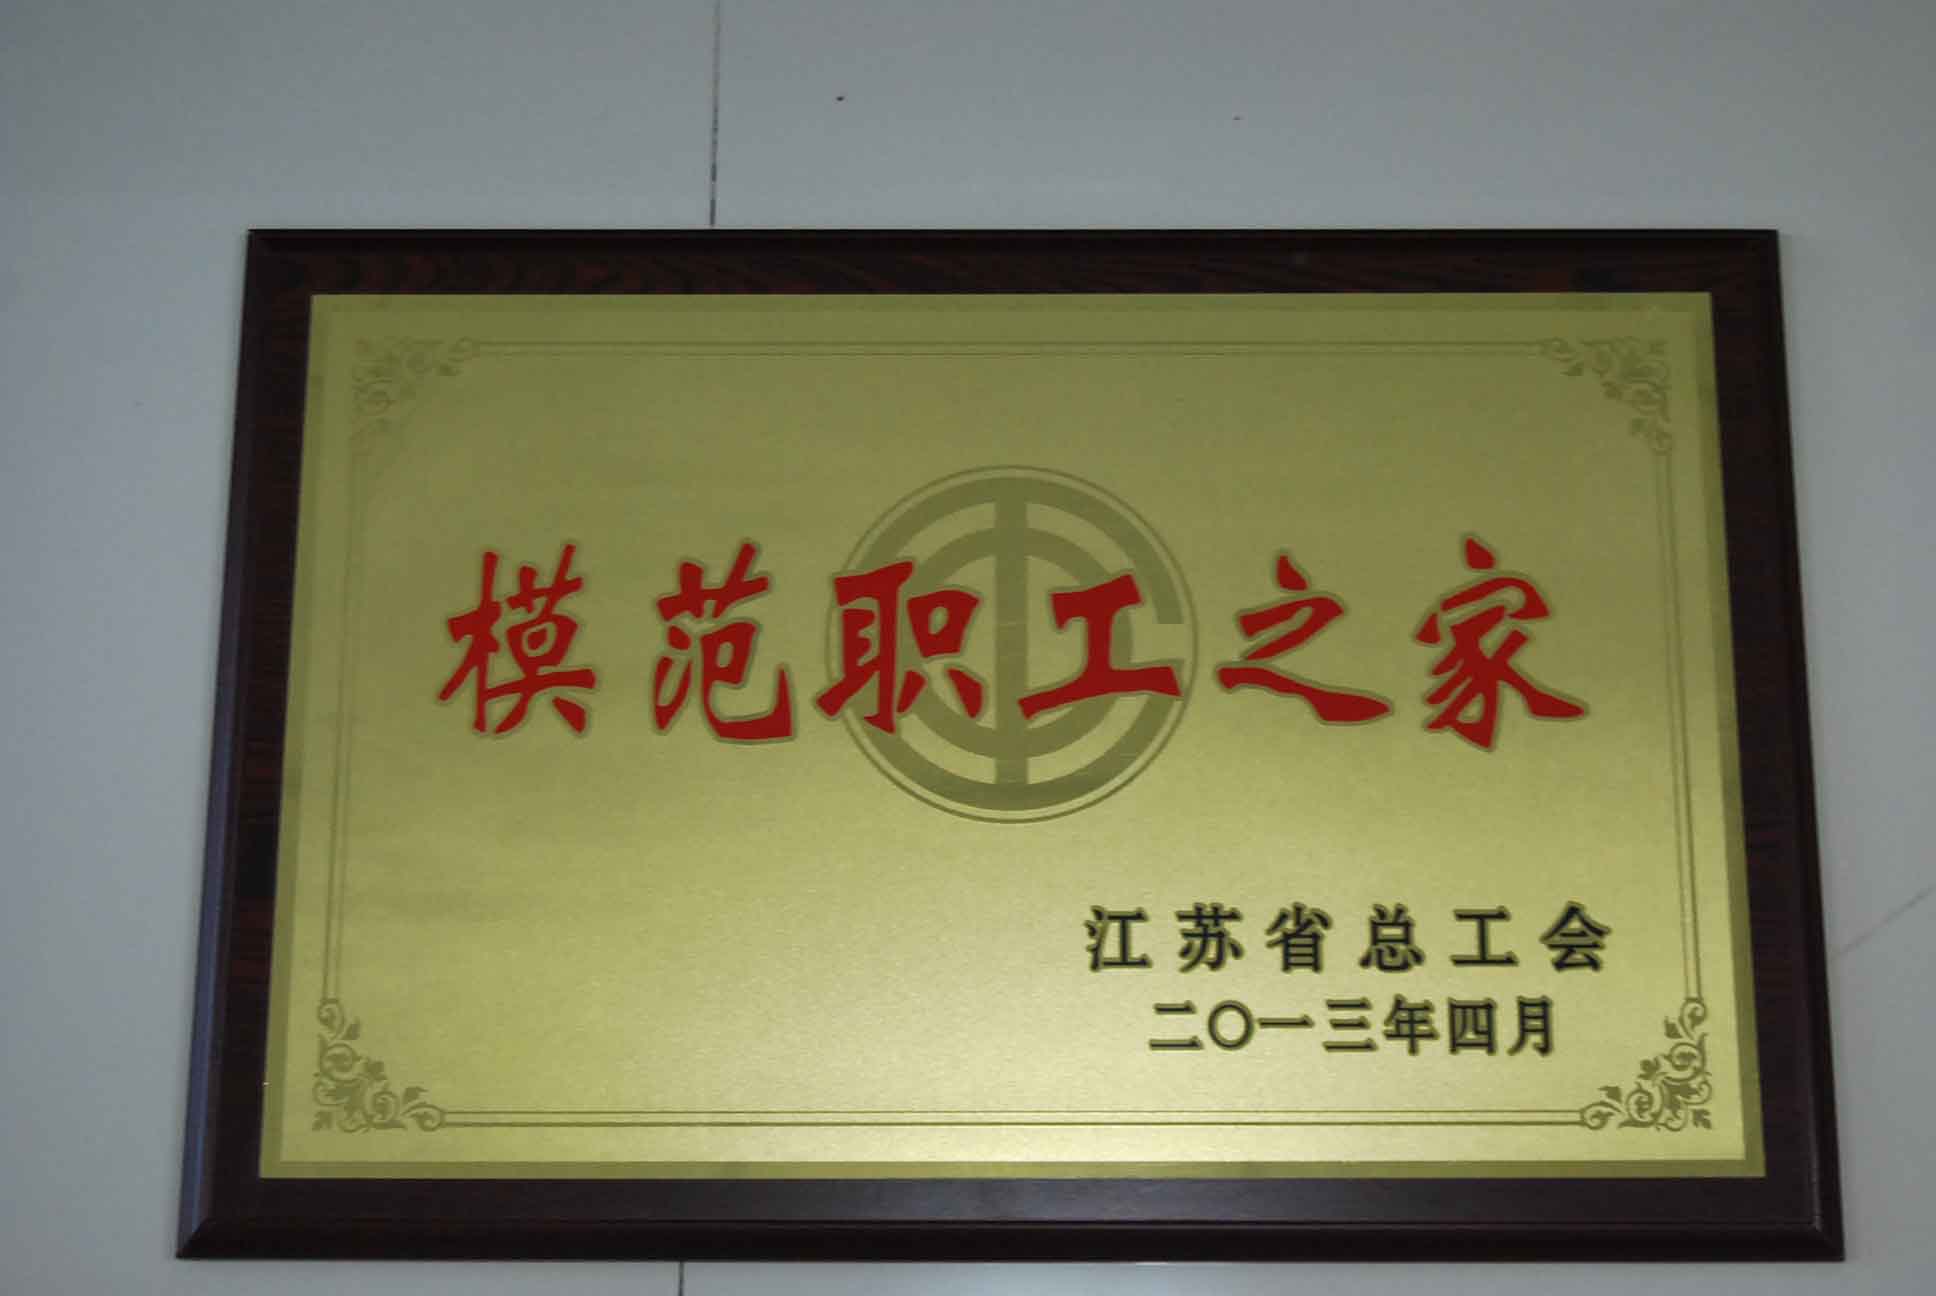 模范职工之家
江苏省总工会
二〇一三年四月